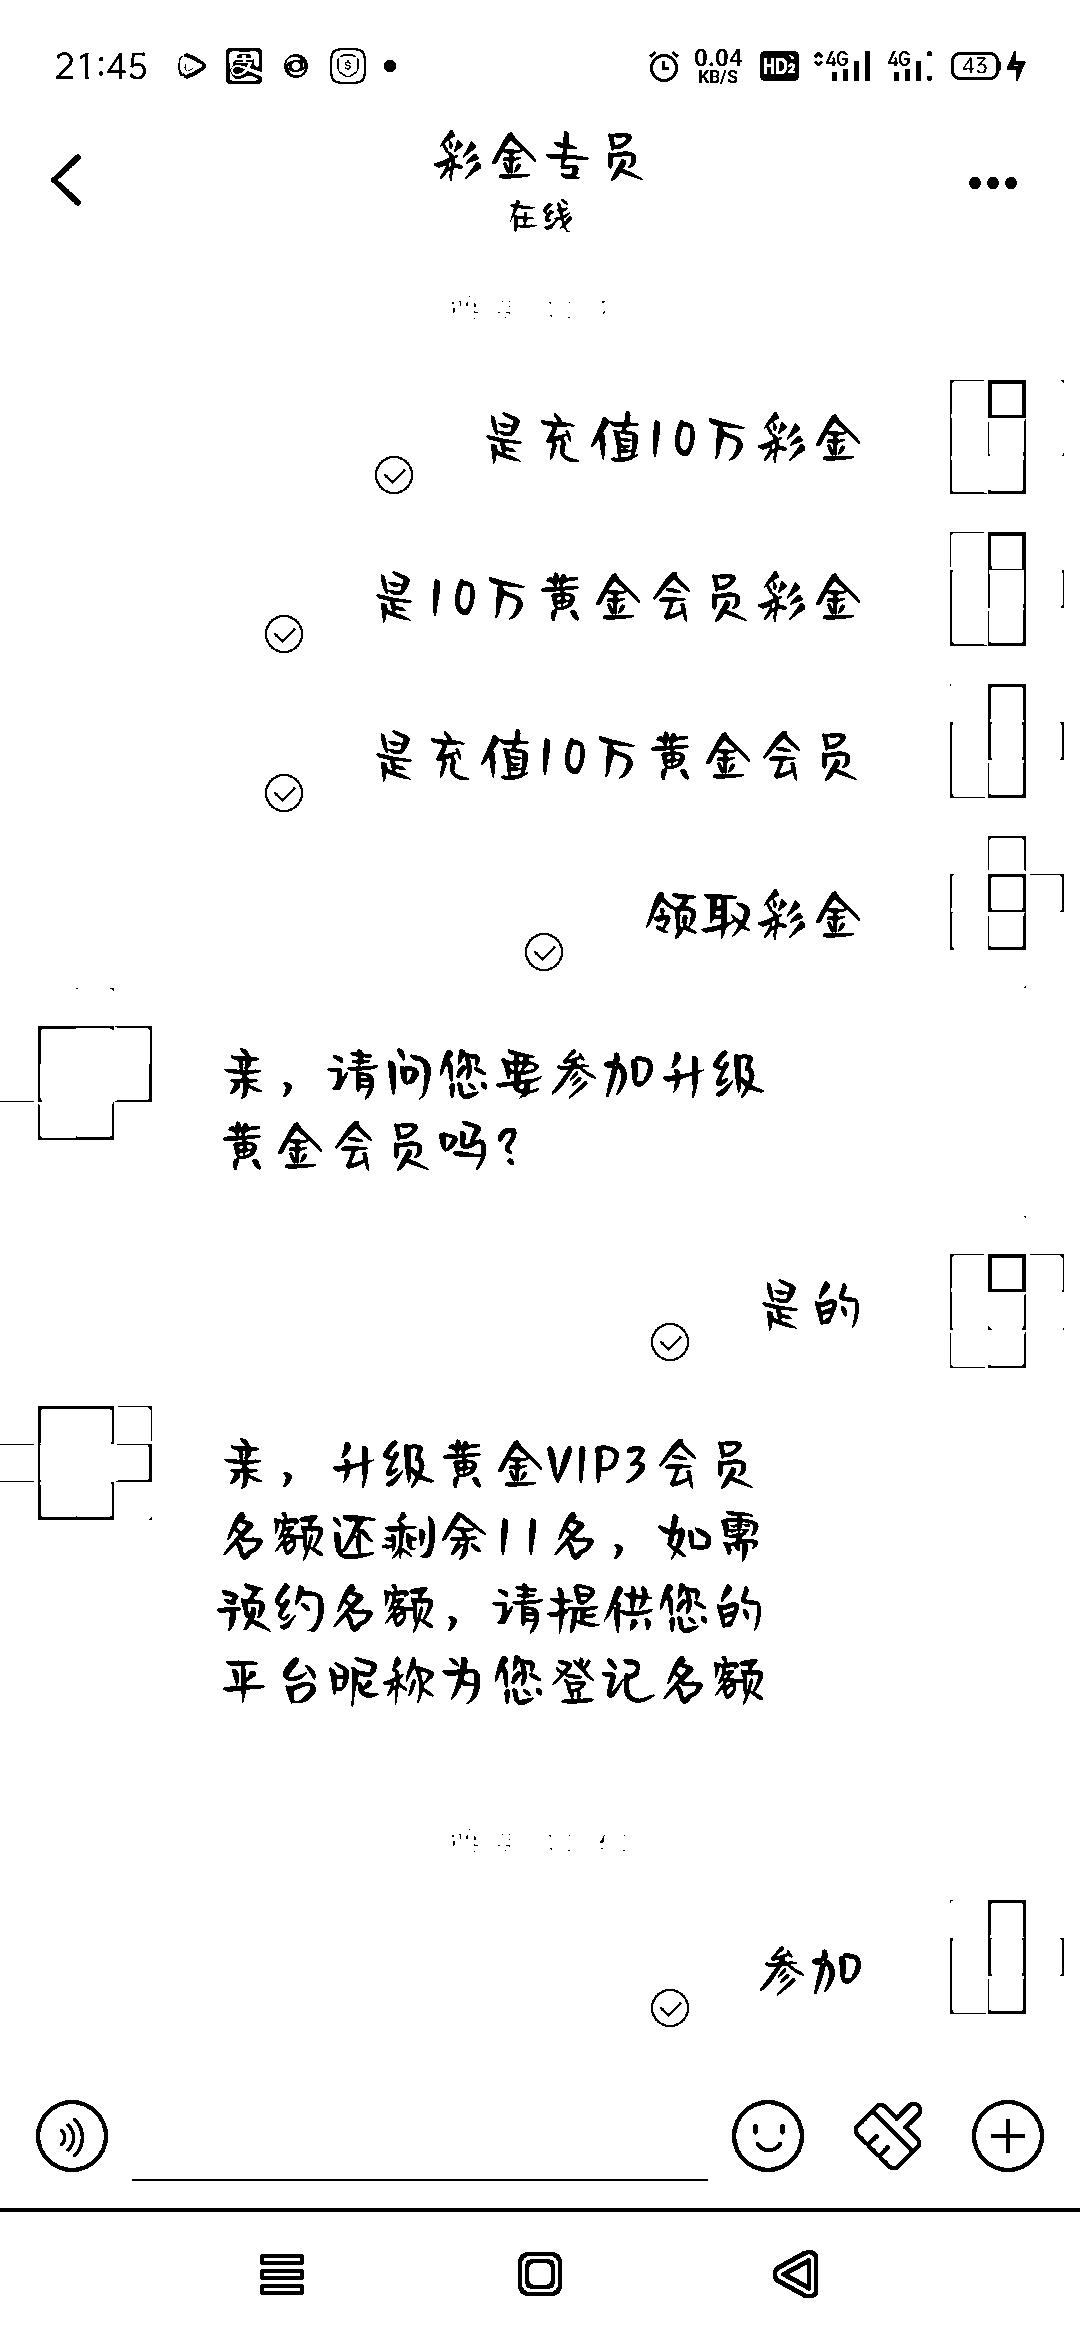 21:45
0.04
KB/S
HD2
4G
4G
43
彩金专员
在线
是充值10万彩金
是10万黄金会员彩金
是充值10万黄金会员
领取彩金
亲，请问您要参加升级
黄金会员吗？
是的
亲，升级黄金VIP3会员
名额还剩余11名，如需
预约名额，请提供您的
平台昵称为您登记名额
参加